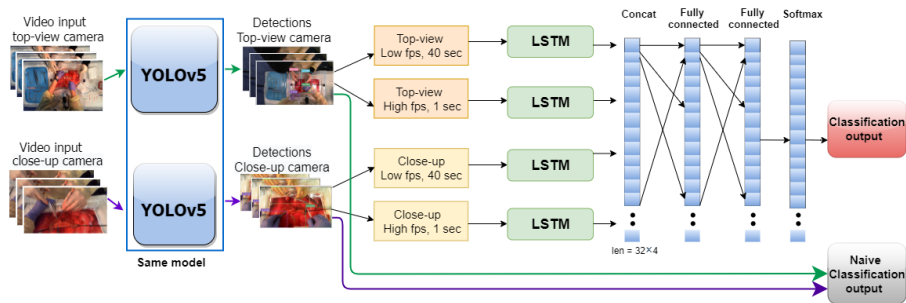 Video input
top-view camera
YOLOv5
Detections
Top-view camera
Top-view
Low fps, 40 sec
LSTM
Top-view
High fps, 1 sec
LSTM
Concat
Fully
connected
Fully
connected
Softmax
Classification
output
Video input
close-up camera
YOLOv5
Same model
Detections
Close-up camera
Close-up
Low fps, 40 sec
LSTM
Close-up
High fps, 1 sec
LSTM
len = 32×4
Naive
Classification
output